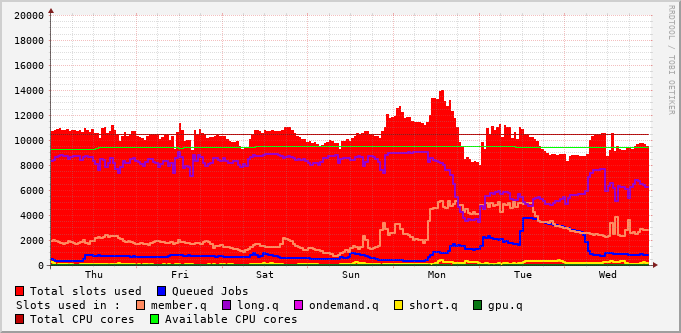 20000
18000
16000
14000
12000
10000
8000
6000
4000
2000
0
Thu Fri Sat Sun Mon Tue Wed
RRDTOOL / TOBI OETIKER
Total slots used Queued Jobs
Slots used in : member.q long.q ondemand.q short.q gpu.q
Total CPU cores Available CPU cores